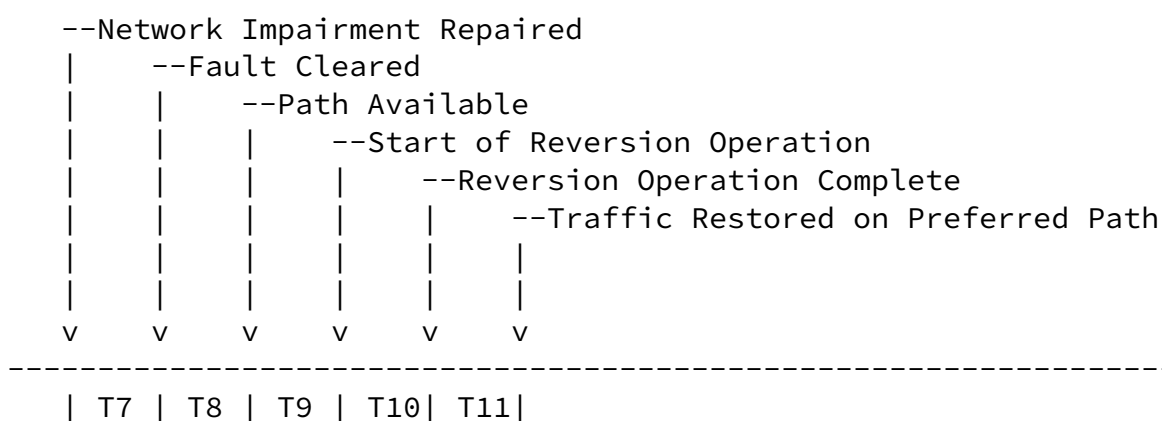 --Network Impairment Repaired
|    --Fault Cleared
|    |    --Path Available
|    |    |    --Start of Reversion Operation
|    |    |    |    --Reversion Operation Complete
|    |    |    |    |    --Traffic Restored on Preferred Path
|    |    |    |    |    |
|    |    |    |    |    |
v    v    v    v    v    v
-----------------------------------------------------------------
| T7 | T8 | T9 | T10| T11|